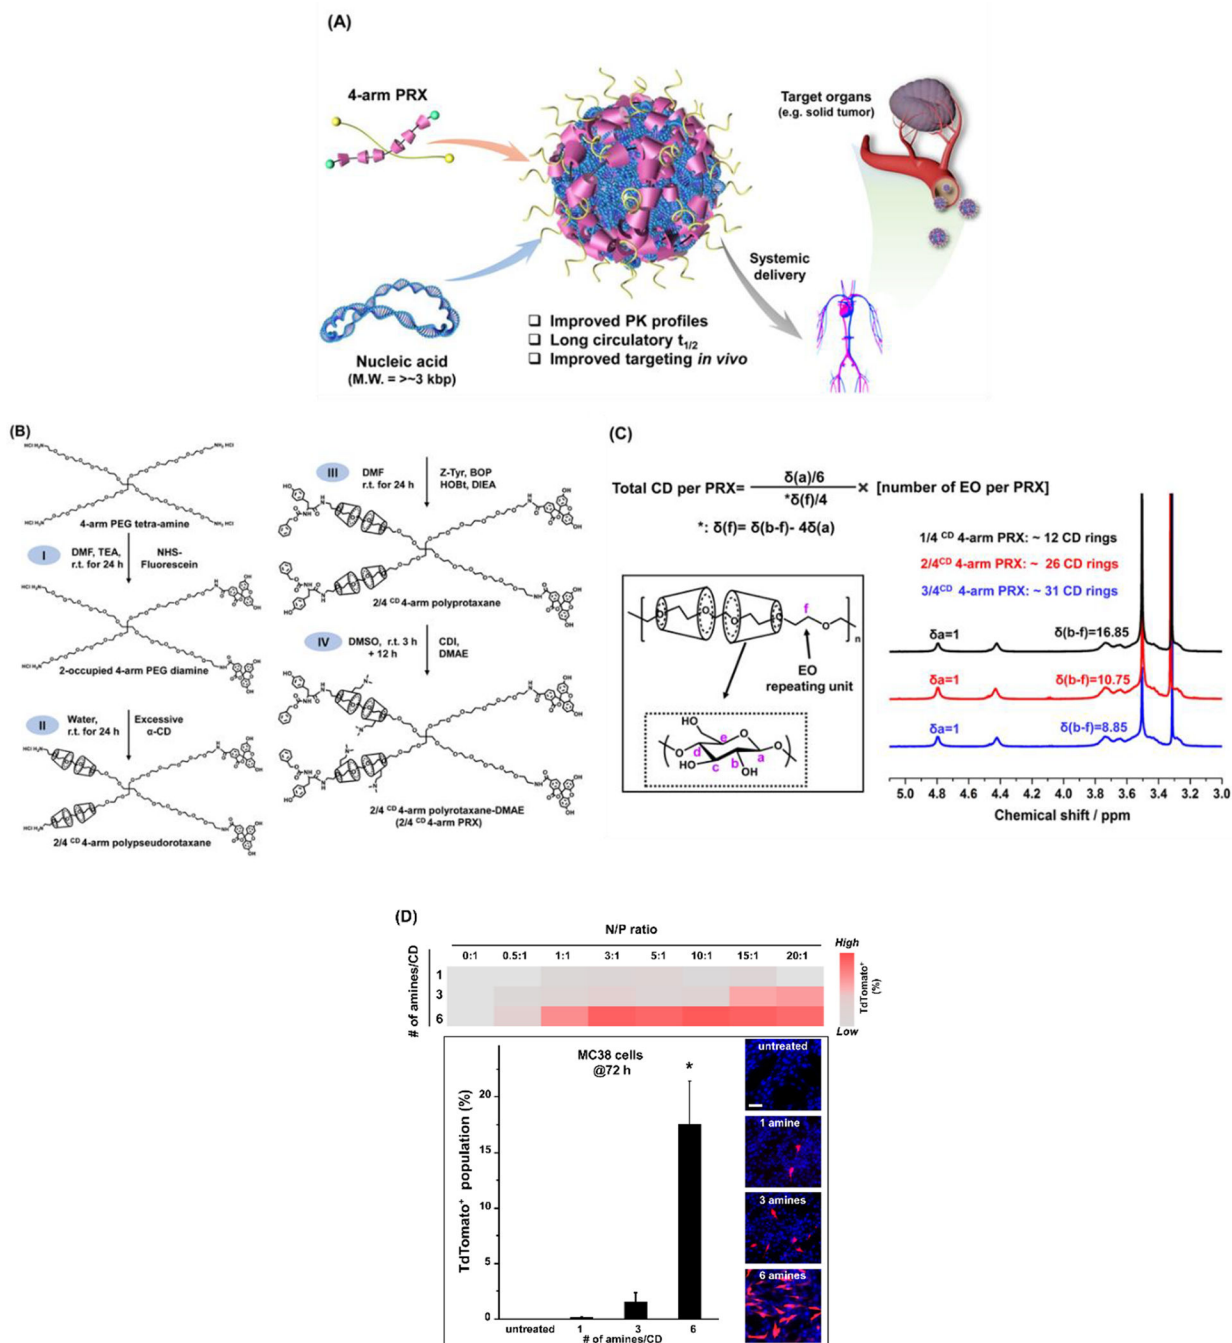 (A)
4-arm PRX
Target organs
(e.g. solid tumor)
Systemic
delivery
Nucleic acid
(M.W. = >~3 kbp)
❑ Improved PK profiles
❑ Long circulatory t1/2
❑ Improved targeting in vivo
(B)
HCl H2N
NH2 HCl
HCl H2N
NH2 HCl
4-arm PEG tetra-amine
I
DMF, TEA,
r.t. for 24 h
NHS-
Fluorescein
2-occupied 4-arm PEG diamine
II
Water,
r.t. for 24 h
Excessive
α-CD
2/4 CD 4-arm polypseudorotaxane
III
DMF
r.t. for 24 h
Z-Tyr, BOP
HOBt, DIEA
2/4 CD 4-arm polyprotaxane
IV
DMSO, r.t. 3 h
+ 12 h
CDI,
DMAE
2/4 CD 4-arm polyrotaxane-DMAE
(2/4 CD 4-arm PRX)
(C)
Total CD per PRX= δ(a)/6 / *δ(f)/4 × [number of EO per PRX]
*: δ(f)= δ(b-f)- 4δ(a)
f
n
EO
repeating unit
HO
e
O
d
HO
c
b
OH
a
O
1/4 CD 4-arm PRX: ~ 12 CD rings
2/4CD 4-arm PRX: ~ 26 CD rings
3/4CD 4-arm PRX: ~ 31 CD rings
δa=1 δ(b-f)=16.85
δa=1 δ(b-f)=10.75
δa=1 δ(b-f)=8.85
5.0 4.8 4.6 4.4 4.2 4.0 3.8 3.6 3.4 3.2 3.0
Chemical shift / ppm
(D)
N/P ratio
0:1 0.5:1 1:1 3:1 5:1 10:1 15:1 20:1
# of amines/CD
1
3
6
High
TdTomato+
(%)
Low
MC38 cells
@72 h
*
TdTomato+ population (%)
20
15
10
5
0
untreated 1 3 6
# of amines/CD
untreated
1 amine
3 amines
6 amines